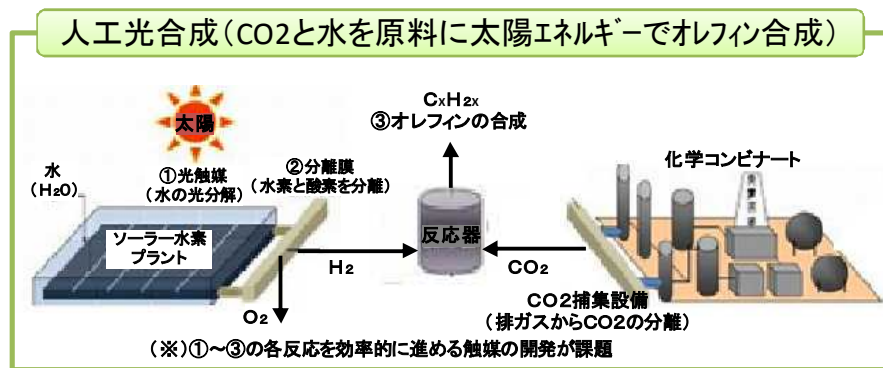 人工光合成(CO2と水を原料に太陽エネルギーでオレフィン合成)
太陽
水
(H2O)
①光触媒
(水の光分解)
②分離膜
(水素と酸素を分離)
CxH2x
③オレフィンの合成
化学コンビナート
ソーラー水素
プラント
反応器
H2
CO2
O2
CO2捕集設備
(排ガスからCO2の分離)
(※)①~③の各反応を効率的に進める触媒の開発が課題